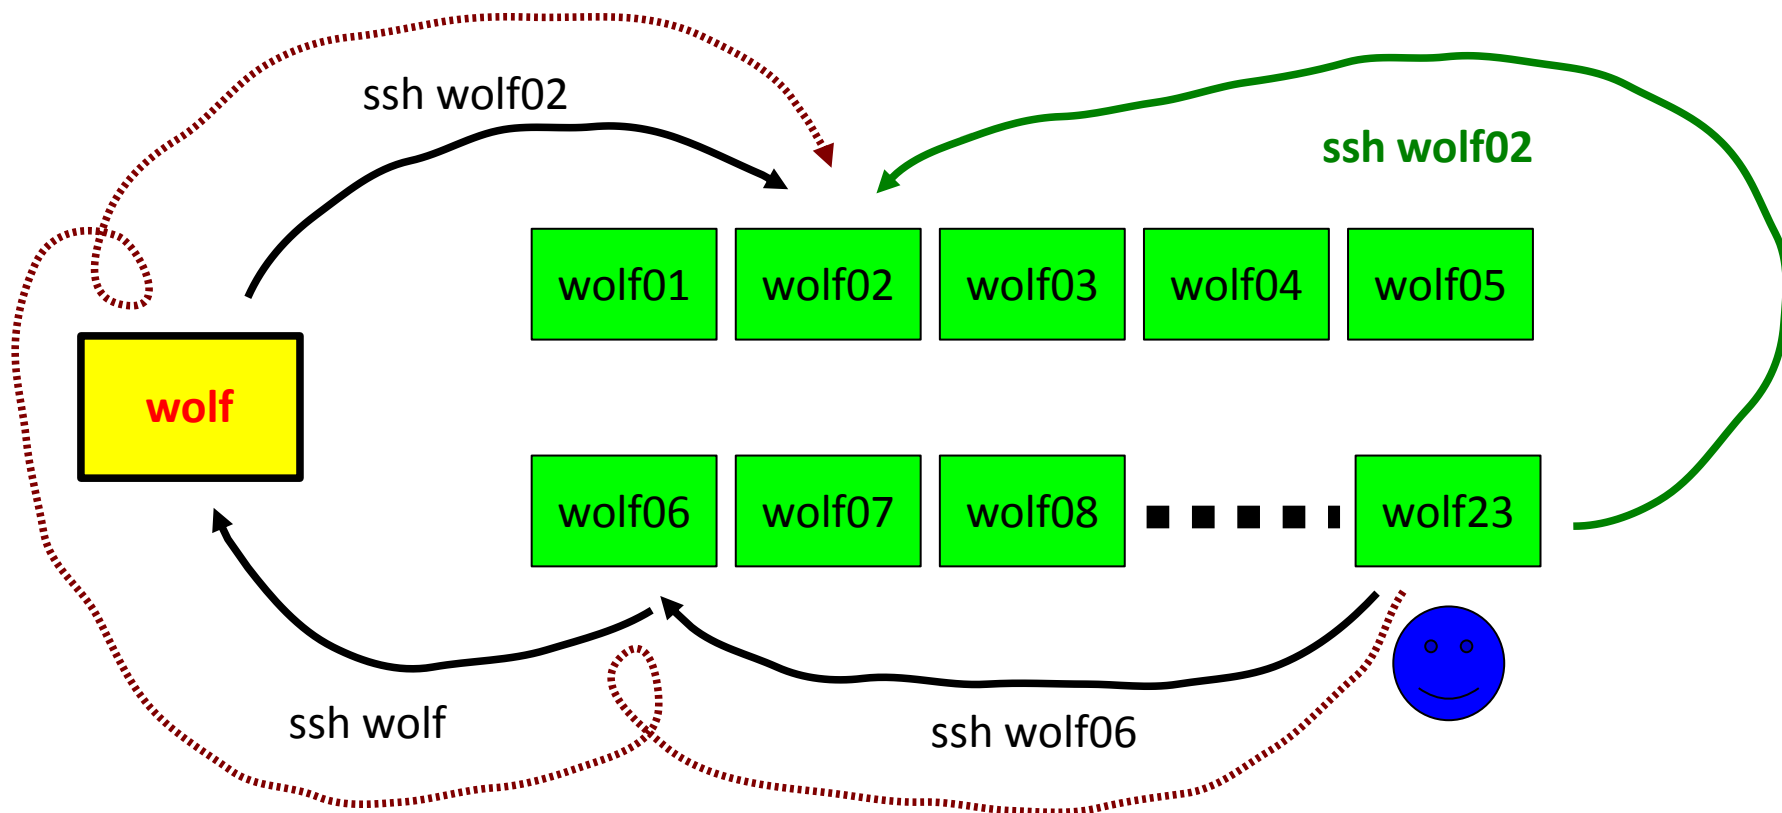 ssh wolf02
ssh wolf02
wolf01 wolf02 wolf03 wolf04 wolf05
wolf
wolf06 wolf07 wolf08 wolf23
ssh wolf
ssh wolf06